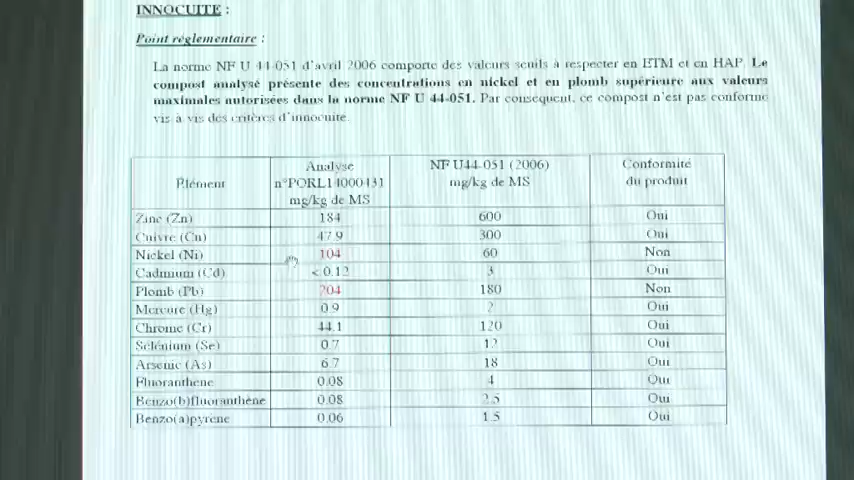 INNOCUITE :
Point réglementaire :
La norme NF U 44-051 d'avril 2006 comporte des valeurs seuils à respecter en ETM et en HAP. Le
compost analysé présente des concentrations en nickel et en plomb supérieure aux valeurs
maximales autorisées dans la norme NF U 44-051. Par conséquent, ce compost n'est pas conforme
vis à vis des critères d'innocuité.
Elément Analyse n°PORL14000431 mg/kg de MS NF U44-051 (2006) mg/kg de MS Conformité du produit
Zinc (Zn) 184 600 Oui
Cuivre (Cu) 47.9 300 Oui
Nickel (Ni) 104 60 Non
Cadmium (Cd) < 0.12 3 Oui
Plomb (Pb) 204 180 Non
Mercure (Hg) 0.9 2 Oui
Chrome (Cr) 44.1 120 Oui
Sélénium (Se) 0.7 12 Oui
Arsenic (As) 6.7 18 Oui
Fluoranthène 0.08 4 Oui
Benzo(b)fluoranthène 0.08 2.5 Oui
Benzo(a)pyrène 0.06 1.5 Oui